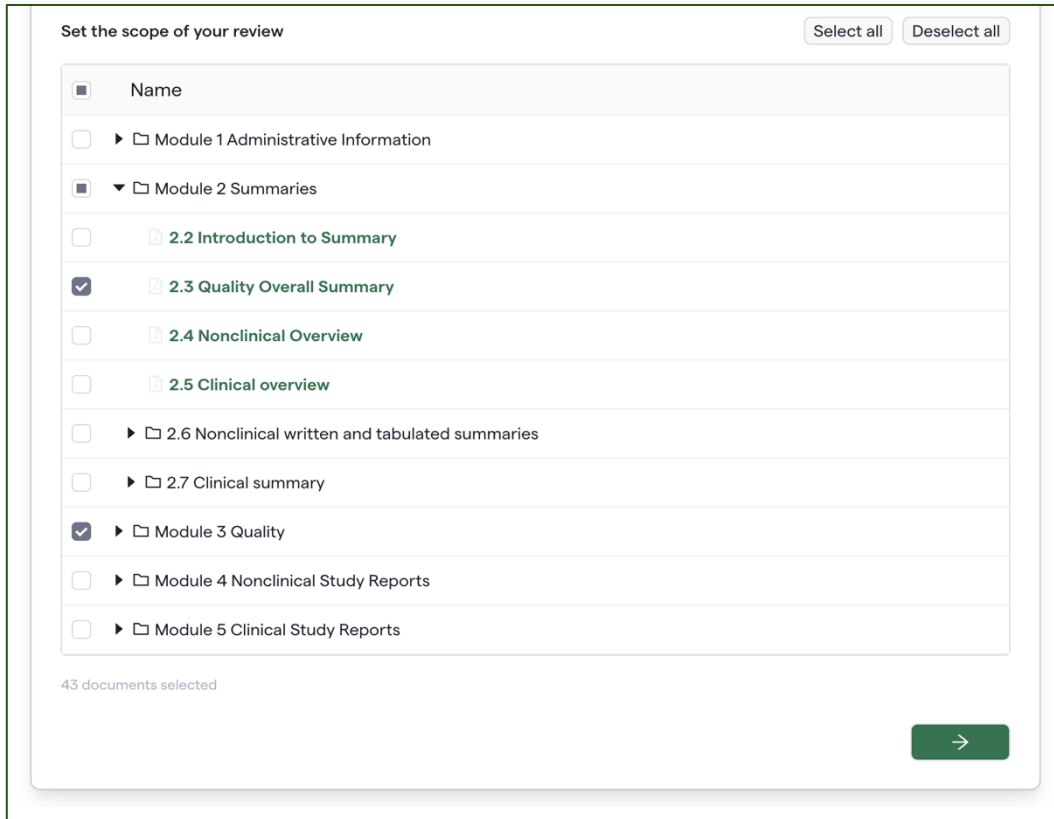 Set the scope of your review
Select all
Deselect all
Name
Module 1 Administrative Information
Module 2 Summaries
2.2 Introduction to Summary
2.3 Quality Overall Summary
2.4 Nonclinical Overview
2.5 Clinical overview
2.6 Nonclinical written and tabulated summaries
2.7 Clinical summary
Module 3 Quality
Module 4 Nonclinical Study Reports
Module 5 Clinical Study Reports
43 documents selected